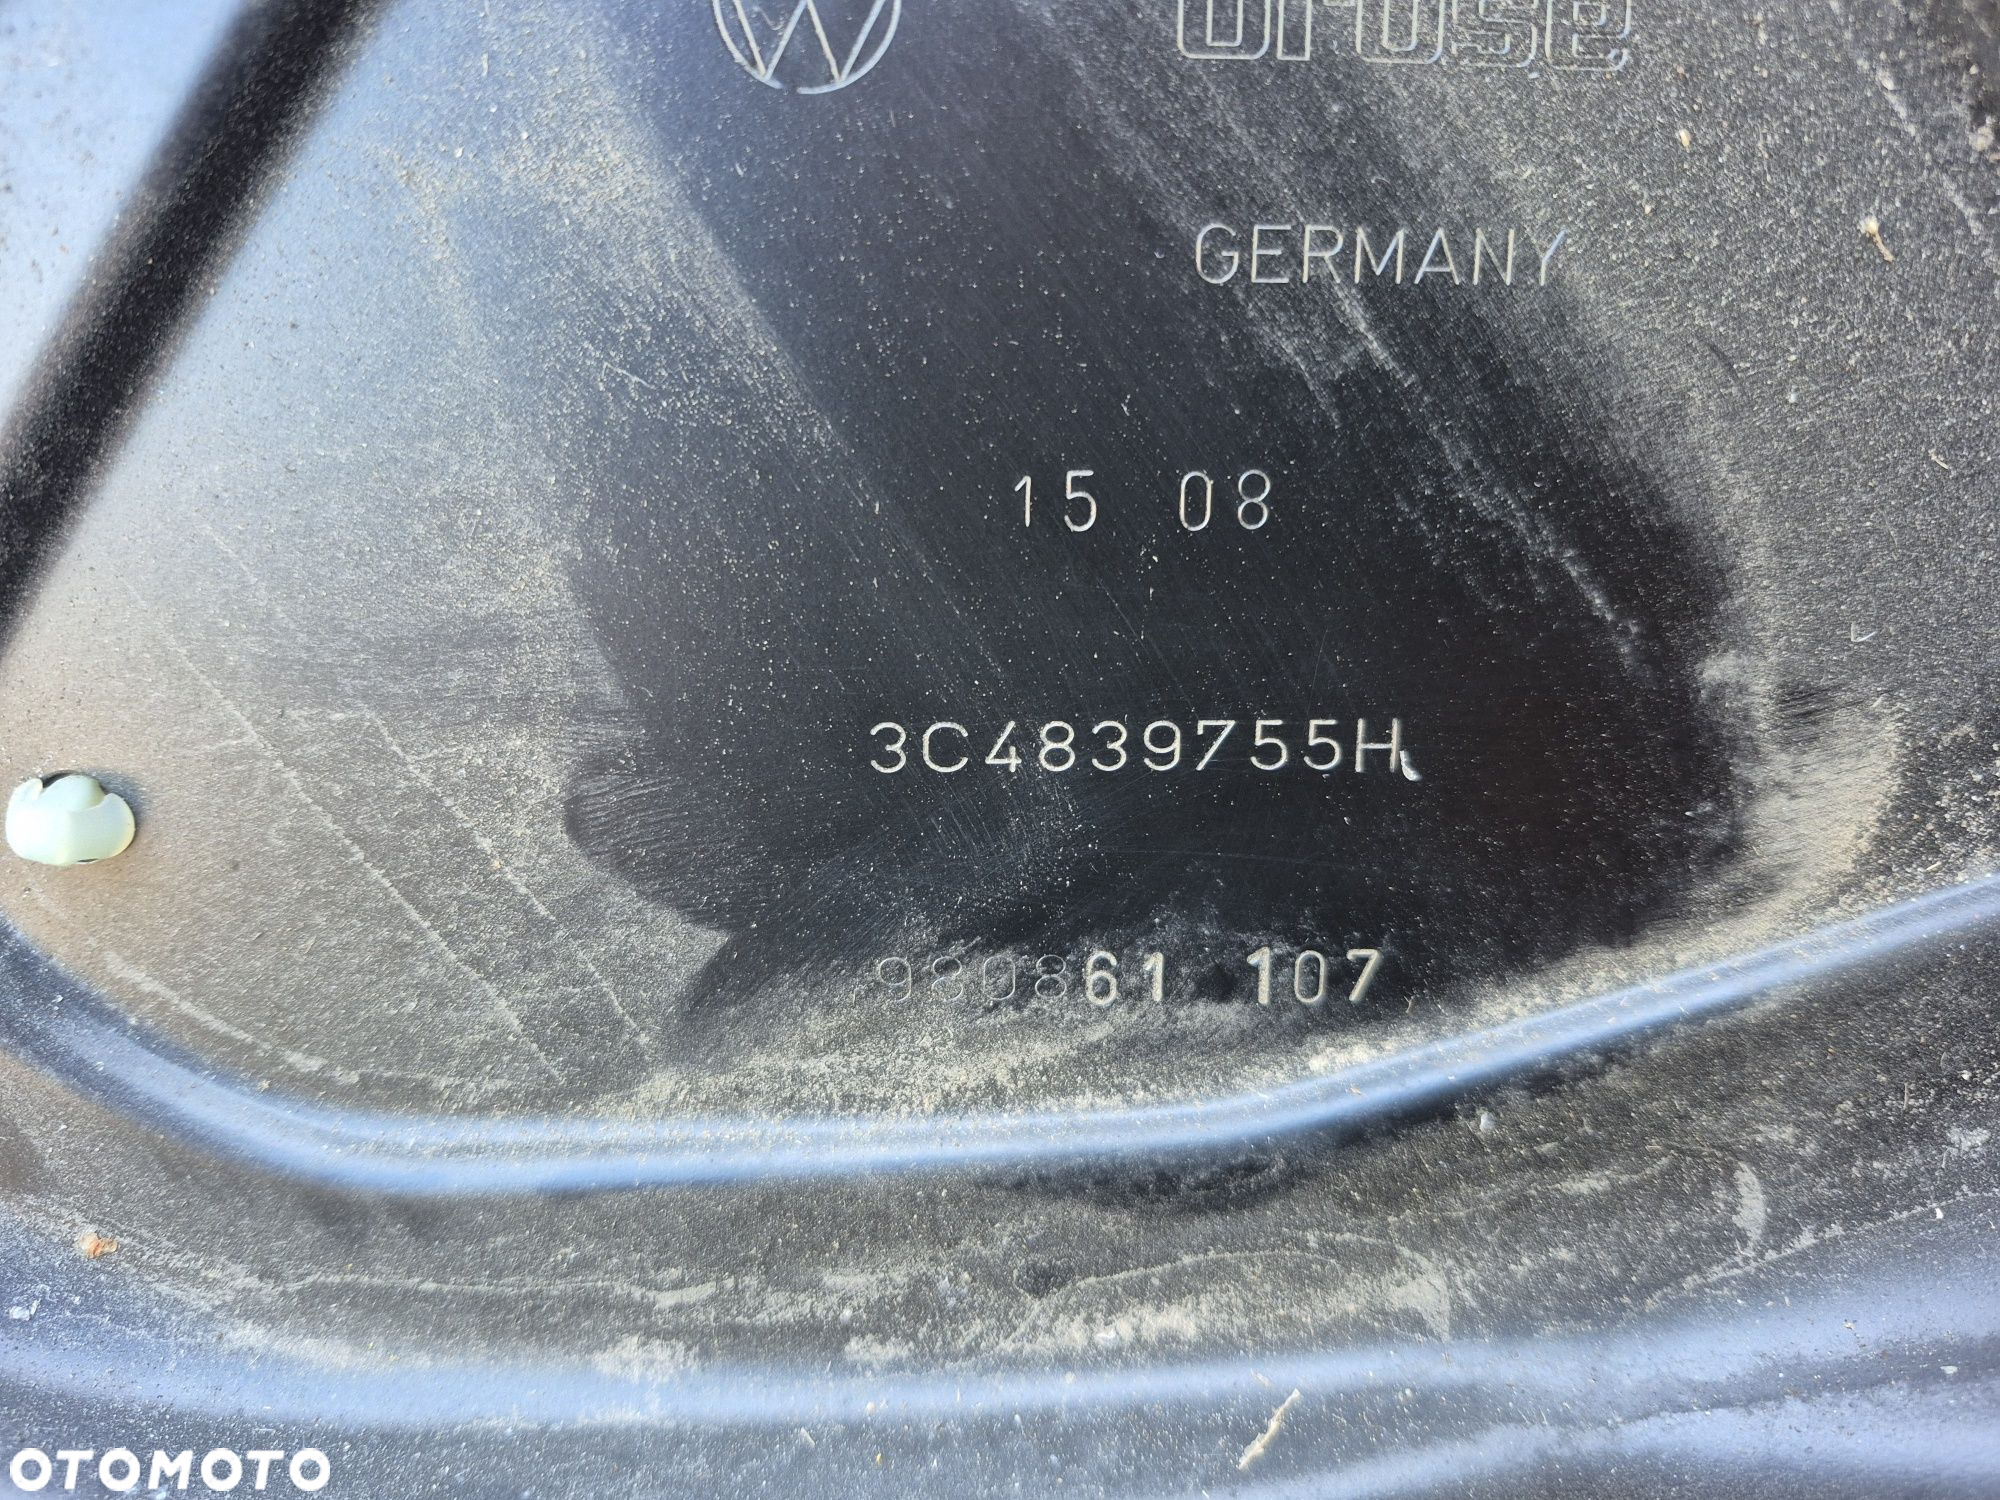 GERMANY
15 08
3C4839755H
980861 107
OTOMOTO